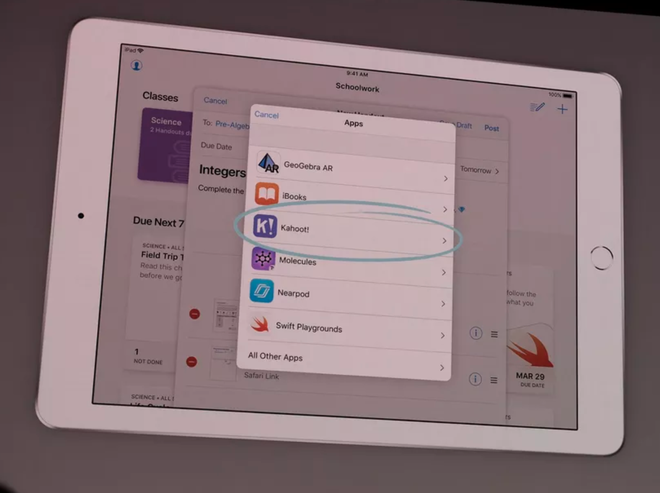 iPad
9:41 AM
100%
Schoolwork
Classes
Science
2 Handouts
Cancel
Draft
Post
To: Pre-Algeb
Due Date
Tomorrow
Integers
Complete the
Cancel
Apps
AR
GeoGebra AR
iBooks
K!
Kahoot!
Molecules
Nearpod
Swift Playgrounds
All Other Apps
Safari Link
Due Next 7
SCIENCE • ALL S
Field Trip T
Read this ch
before we g
1
NOT DONE
follow the
what you
MAR 29
DUE DATE
SCIENCE • ALL S